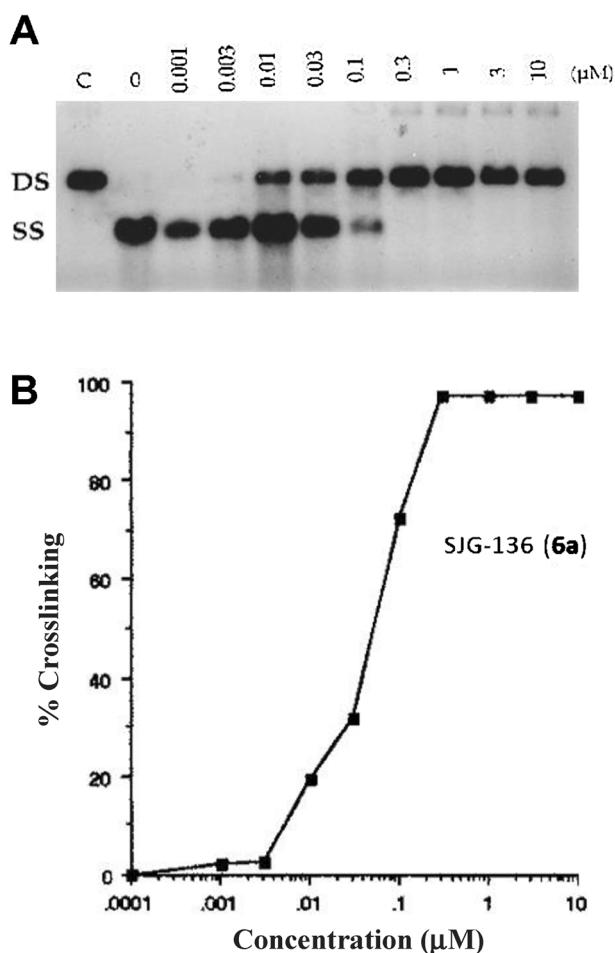 A
C 0 0.001 0.003 0.01 0.03 0.1 0.3 1 3 10 (μM)
DS
SS
B
100
80
60
40
20
0
% Crosslinking
SJG-136 (6a)
.0001 .001 .01 .1 1 10
Concentration (μM)